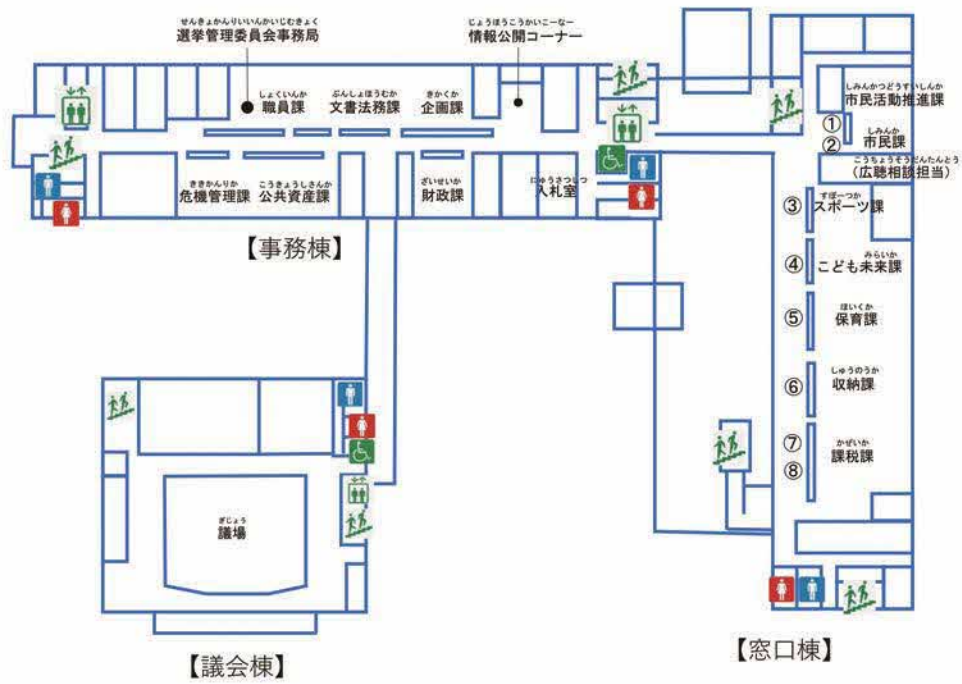 せんきょかんりいいんかいじむきょく
選挙管理委員会事務局
じょうほうこうかいこーなー
情報公開コーナー
しょくいんか
職員課
ぶんしょほうむか
文書法務課
きかくか
企画課
ききかんりか
危機管理課
こうきょうしさんか
公共資産課
ざいせいか
財政課
にゅうさつしつ
入札室
【事務棟】
しみんかつどうすいしんか
市民活動推進課
①
②
しみんか
市民課
こうちょうそうだんたんとう
(広聴相談担当)
③
すぽーつか
スポーツ課
④
みらいか
こども未来課
⑤
ほいくか
保育課
⑥
しゅうのうか
収納課
⑦
⑧
かぜいか
課税課
ぎじょう
議場
【議会棟】
【窓口棟】